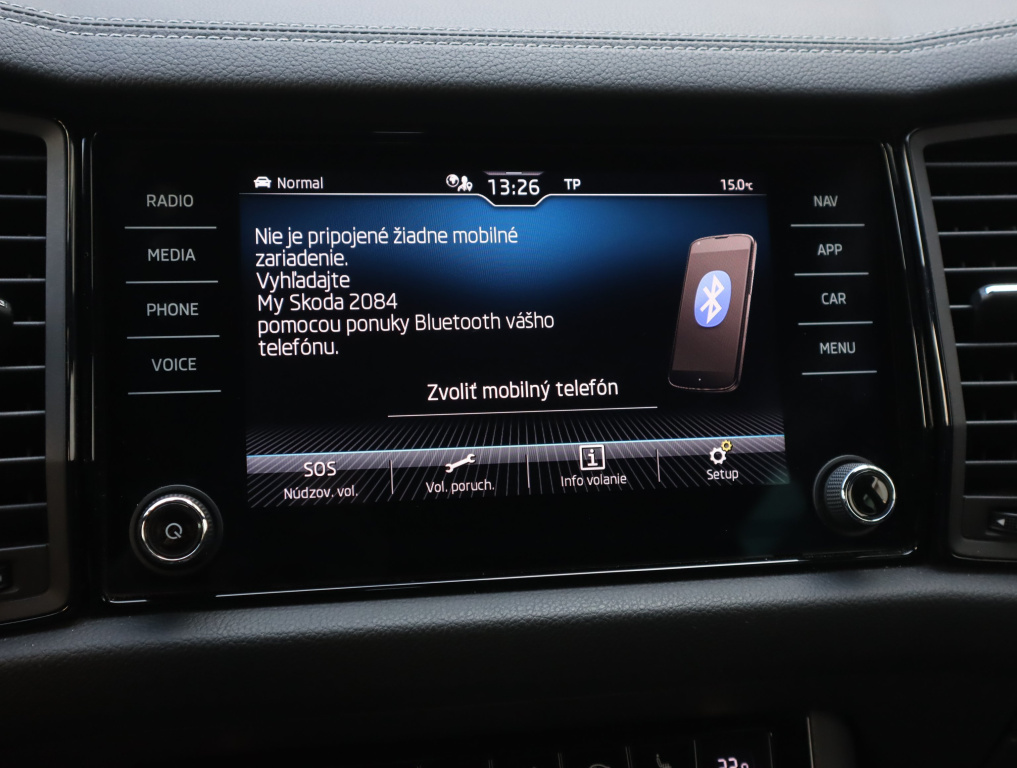 Normal
13:26
TP
15.0°C
RADIO
MEDIA
PHONE
VOICE
Nie je pripojené žiadne mobilné
zariadenie.
Vyhľadajte
My Skoda 2084
pomocou ponuky Bluetooth vášho
telefónu.
Zvoliť mobilný telefón
SOS
Núdzov. vol.
Vol. poruch.
i
Info volanie
Setup
NAV
APP
CAR
MENU